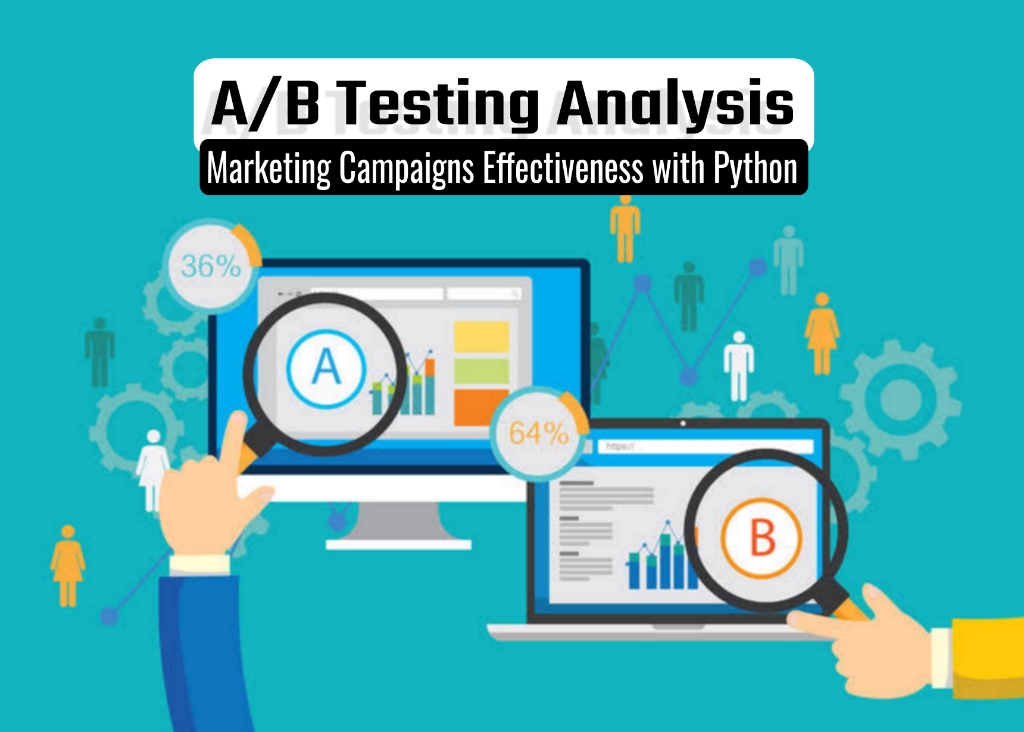 A/B Testing Analysis
Marketing Campaigns Effectiveness with Python
36%
A
64%
https://
B